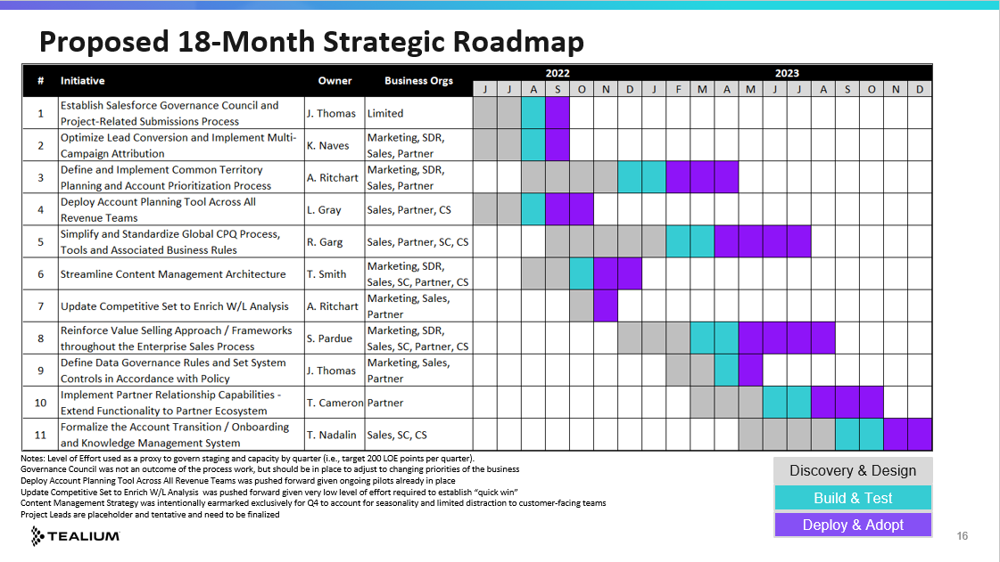 Proposed 18-Month Strategic Roadmap
# Initiative Owner Business Orgs 2022 2023
J J A S O N D J F M A M J J A S O N D
1 Establish Salesforce Governance Council and J. Thomas Limited
Project-Related Submissions Process
2 Optimize Lead Conversion and Implement Multi- K. Naves Marketing, SDR,
Campaign Attribution Sales, Partner
3 Define and Implement Common Territory A. Ritchart Marketing, SDR,
Planning and Account Prioritization Process Sales, Partner
4 Deploy Account Planning Tool Across All L. Gray Sales, Partner, CS
Revenue Teams
5 Simplify and Standardize Global CPQ Process, R. Garg Sales, Partner, SC, CS
Tools and Associated Business Rules
6 Streamline Content Management Architecture T. Smith Marketing, SDR,
Sales, SC, Partner, CS
7 Update Competitive Set to Enrich W/L Analysis A. Ritchart Marketing, Sales,
Partner
8 Reinforce Value Selling Approach / Frameworks S. Pardue Marketing, SDR,
throughout the Enterprise Sales Process Sales, SC, Partner, CS
9 Define Data Governance Rules and Set System J. Thomas Marketing, Sales,
Controls in Accordance with Policy Partner
10 Implement Partner Relationship Capabilities - T. Cameron Partner
Extend Functionality to Partner Ecosystem
11 Formalize the Account Transition / Onboarding T. Nadalin Sales, SC, CS
and Knowledge Management System
Notes: Level of Effort used as a proxy to govern staging and capacity by quarter (i.e., target 200 LOE points per quarter).
Governance Council was not an outcome of the process work, but should be in place to adjust to changing priorities of the business
Deploy Account Planning Tool Across All Revenue Teams was pushed forward given ongoing pilots already in place
Update Competitive Set to Enrich W/L Analysis was pushed forward given very low level of effort required to establish “quick win”
Content Management Strategy was intentionally earmarked exclusively for Q4 to account for seasonality and limited distraction to customer-facing teams
Project Leads are placeholder and tentative and need to be finalized
Discovery & Design
Build & Test
Deploy & Adopt
TEALIUM
16